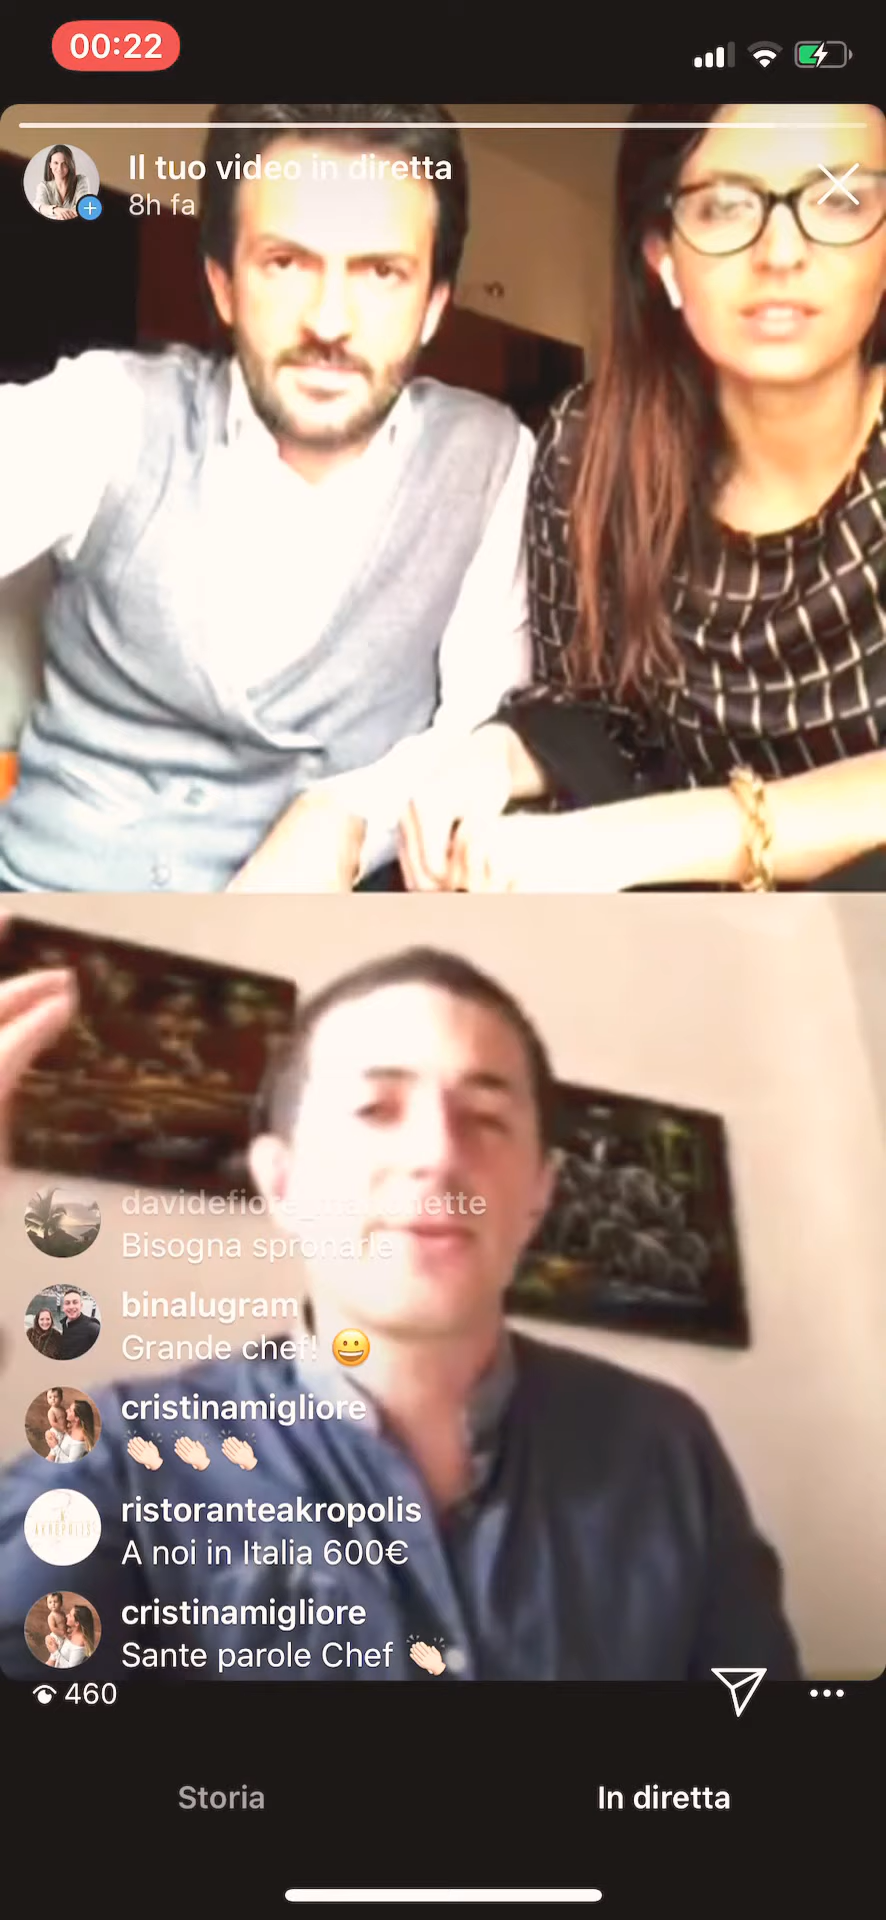 00:22
Il tuo video in diretta
8h fa
Bisogna spronarle
binalugram
Grande chef! 😀
cristinamigliore
👏🏻 👏🏻 👏🏻
AKROPOLIS
ristoranteakropolis
A noi in Italia 600€
cristinamigliore
Sante parole Chef 👏🏻
460
Storia
In diretta